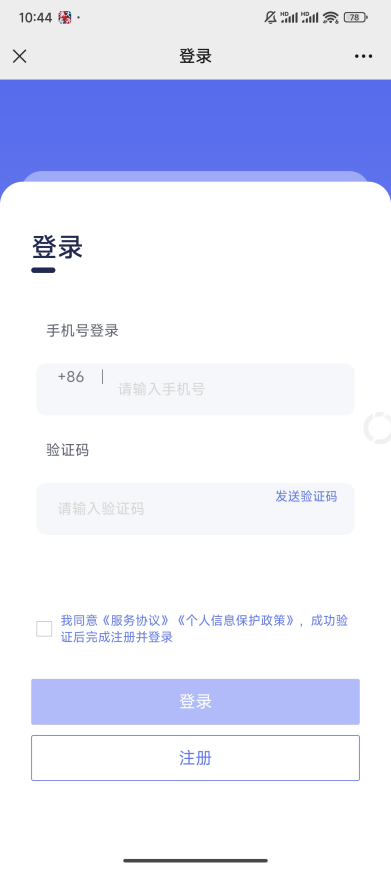 10:44
HD HD 78
登录
登录
手机号登录
+86
请输入手机号
验证码
发送验证码
请输入验证码
我同意《服务协议》《个人信息保护政策》，成功验
证后完成注册并登录
登录
注册